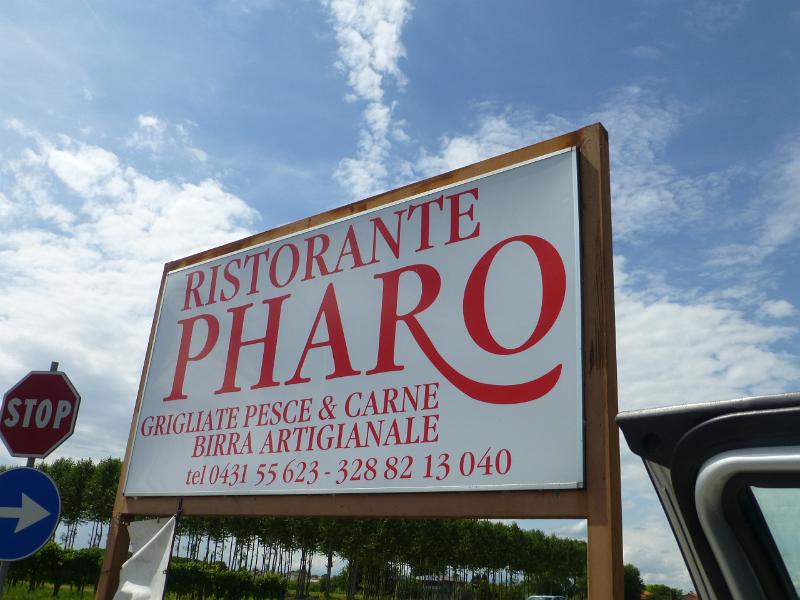 RISTORANTE
PHARO
GRIGLIATE PESCE & CARNE
BIRRA ARTIGIANALE
tel 0431 55 623 - 328 82 13 040
STOP